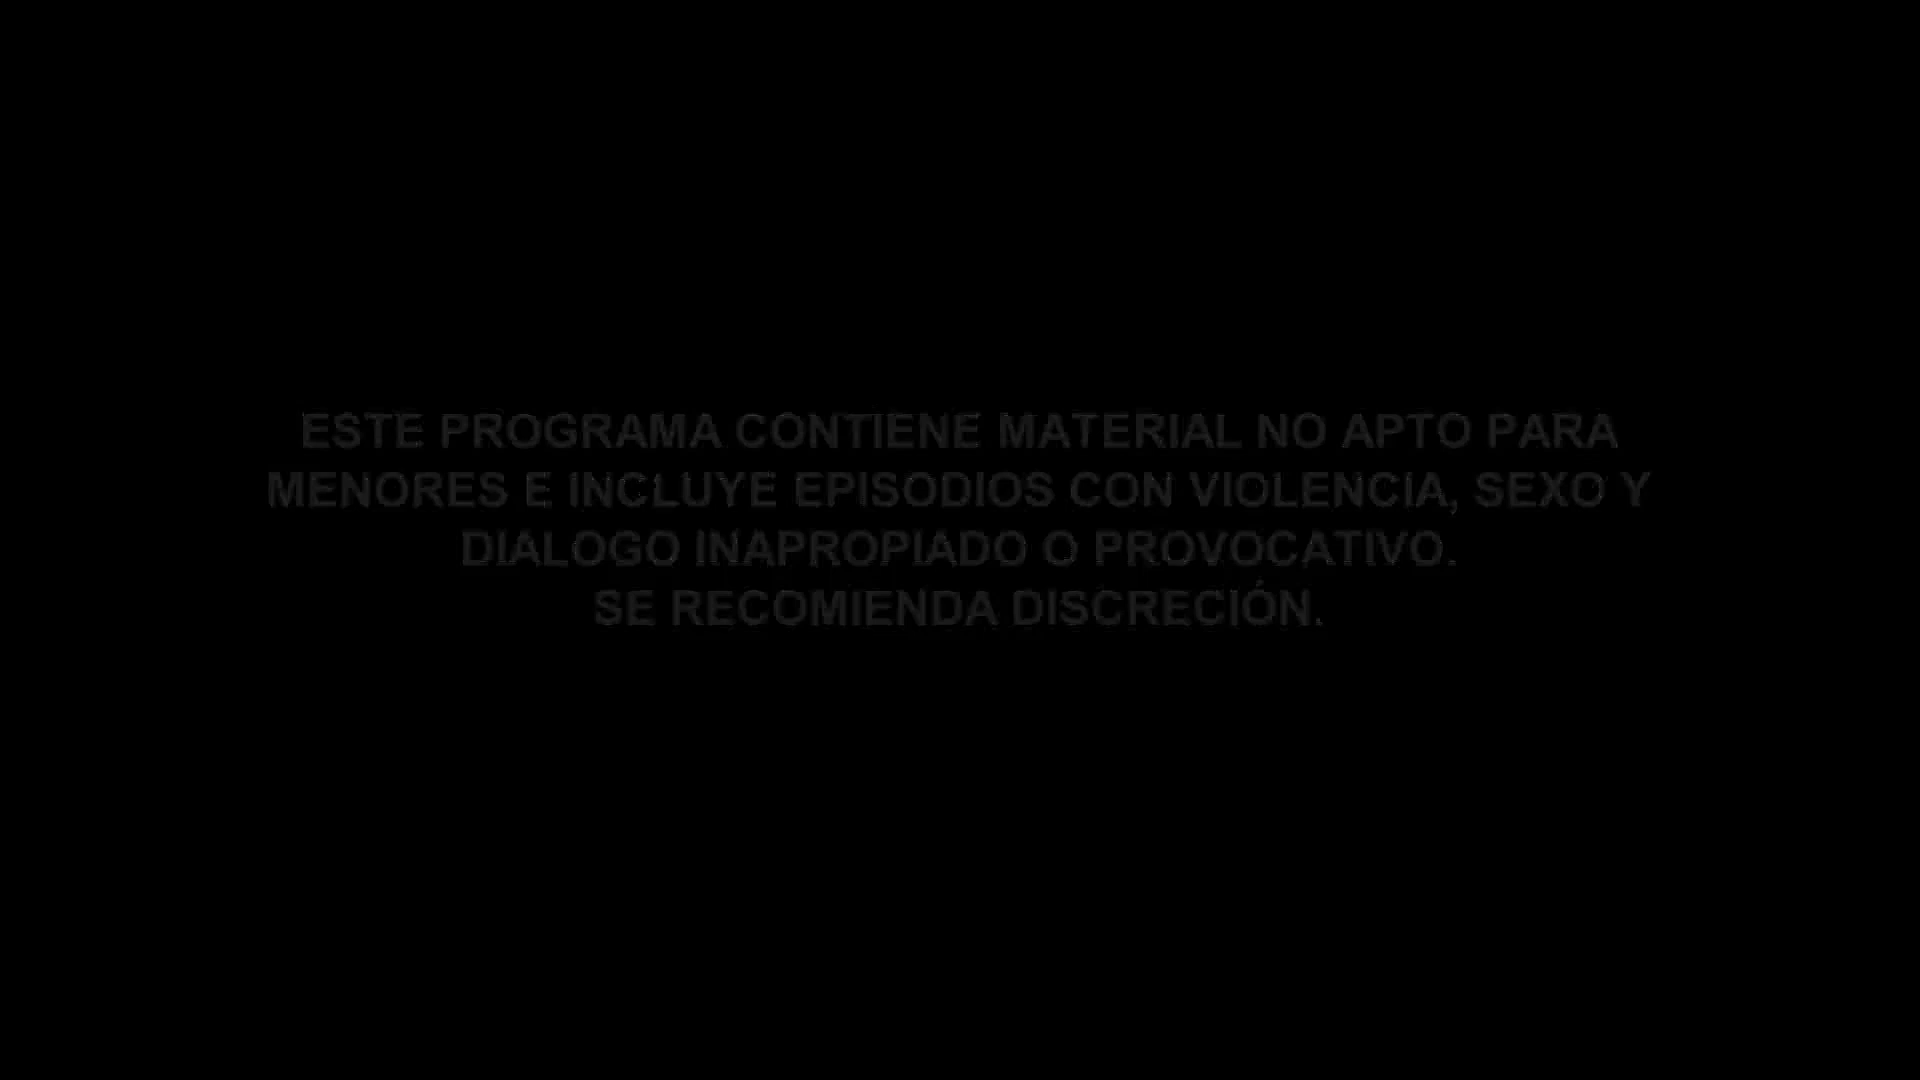 ESTE PROGRAMA CONTIENE MATERIAL NO APTO PARA
MENORES E INCLUYE EPISODIOS CON VIOLENCIA, SEXO Y
DIALOGO INAPROPIADO O PROVOCATIVO.
SE RECOMIENDA DISCRECIÓN.